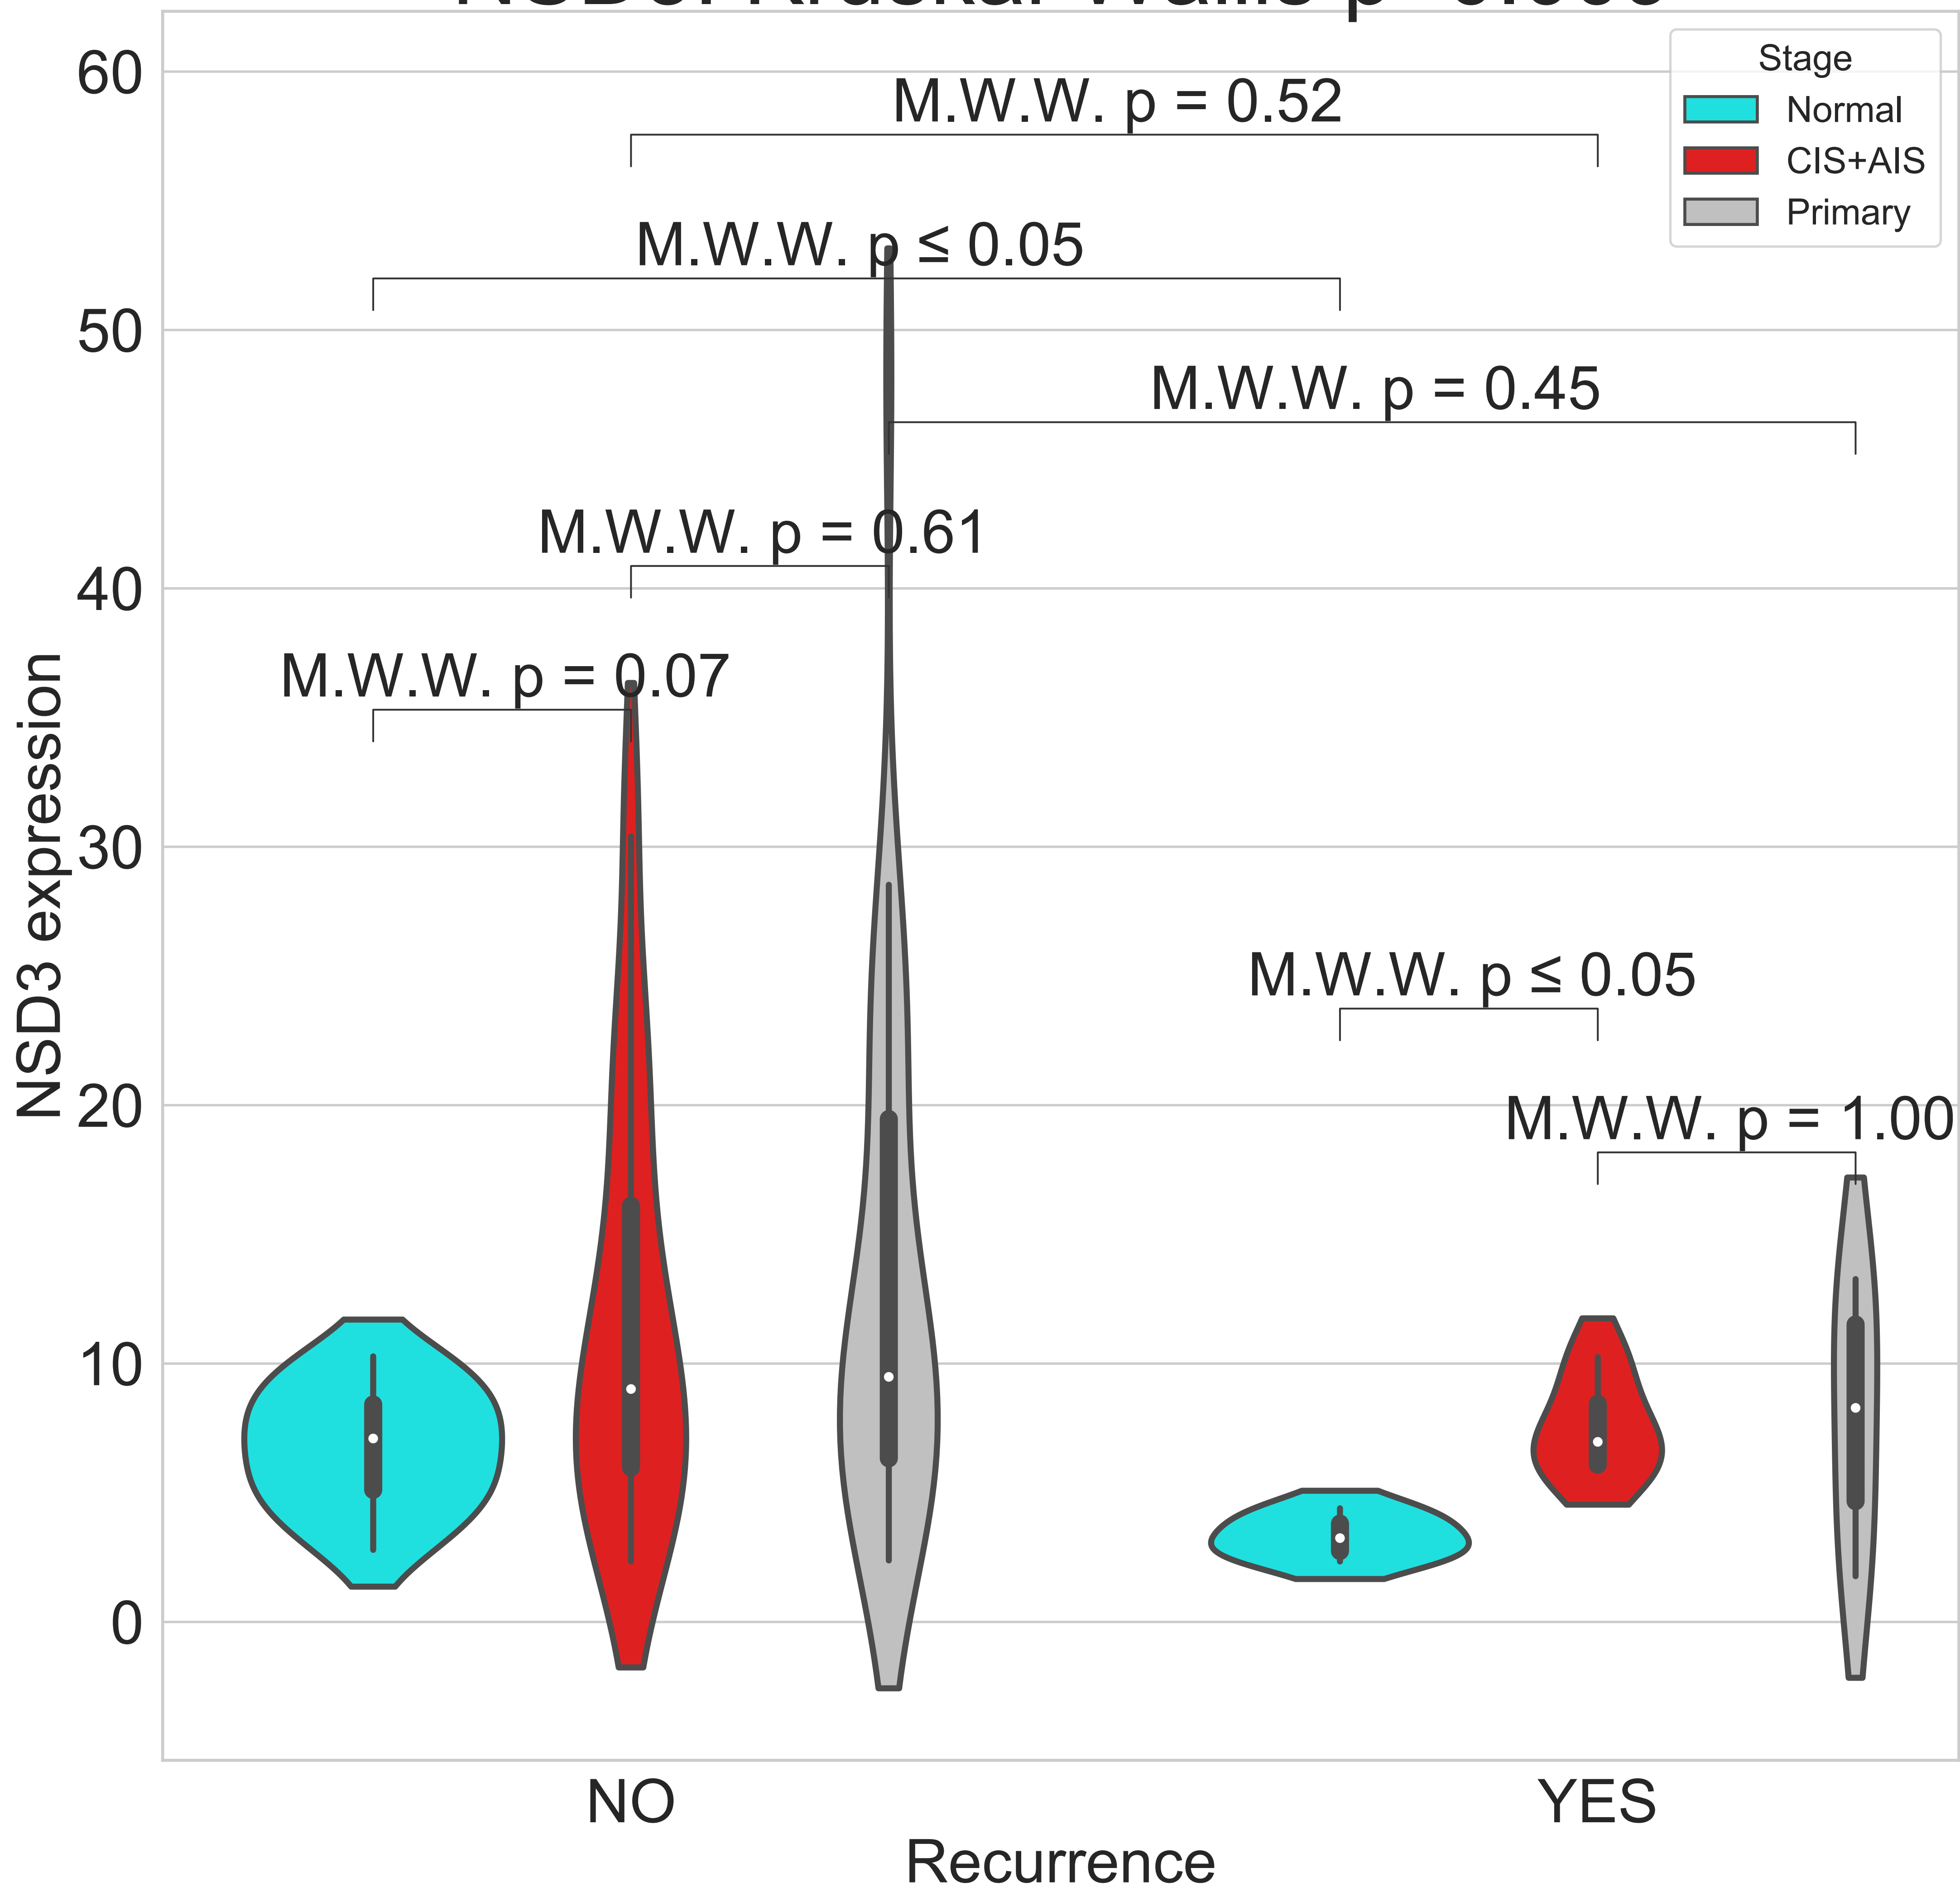 60
50
40
30
20
10
0
NSD3 expression
Stage
Normal
CIS+AIS
Primary
M.W.W. p = 0.52
M.W.W. p ≤ 0.05
M.W.W. p = 0.45
M.W.W. p = 0.61
M.W.W. p = 0.07
M.W.W. p ≤ 0.05
M.W.W. p = 1.00
NO
YES
Recurrence